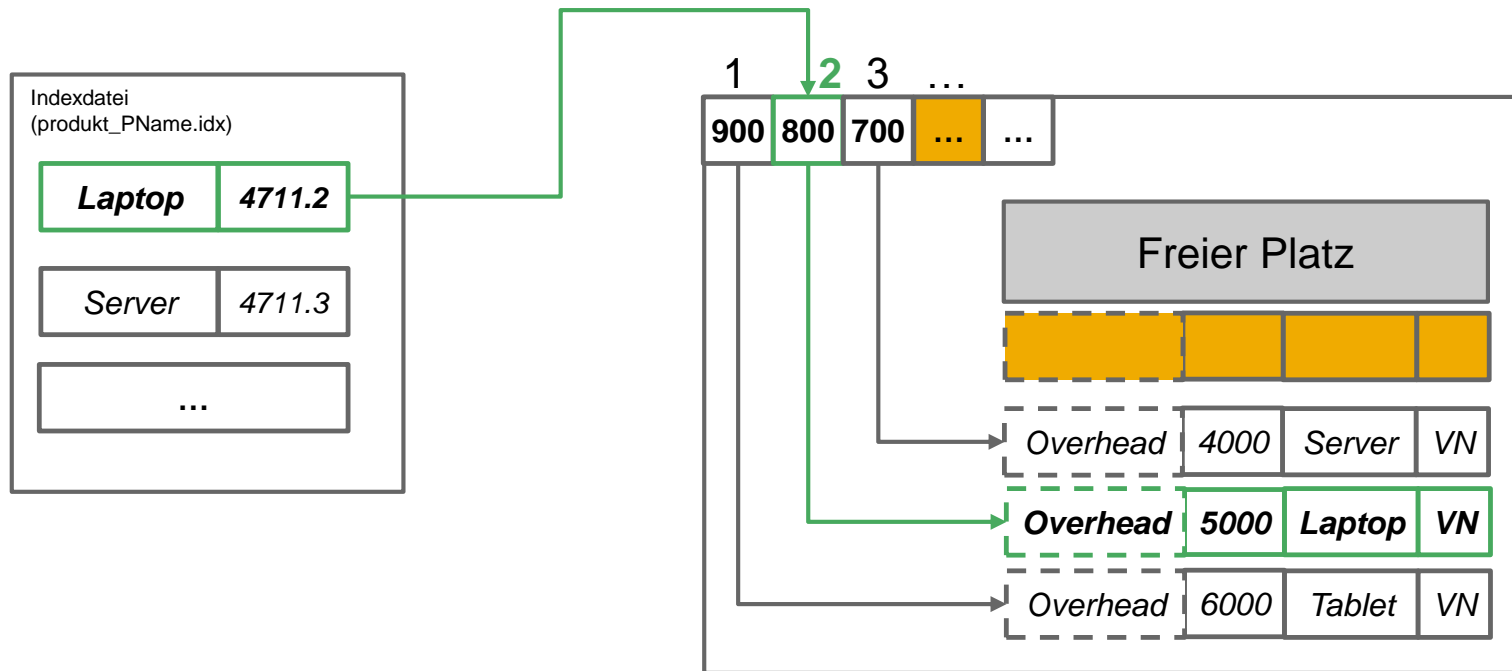 Indexdatei
(produkt_PName.idx)
Laptop 4711.2
Server 4711.3
...
1 2 3 ...
900 800 700 ... ...
Freier Platz
Overhead 4000 Server VN
Overhead 5000 Laptop VN
Overhead 6000 Tablet VN